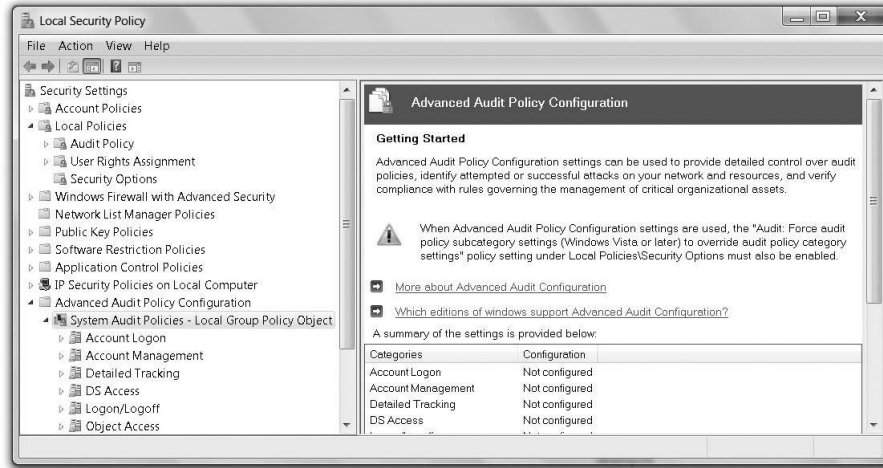 Local Security Policy
File Action View Help
Security Settings
Account Policies
Local Policies
Audit Policy
User Rights Assignment
Security Options
Windows Firewall with Advanced Security
Network List Manager Policies
Public Key Policies
Software Restriction Policies
Application Control Policies
IP Security Policies on Local Computer
Advanced Audit Policy Configuration
System Audit Policies - Local Group Policy Object
Account Logon
Account Management
Detailed Tracking
DS Access
Logon/Logoff
Object Access
Advanced Audit Policy Configuration
Getting Started
Advanced Audit Policy Configuration settings can be used to provide detailed control over audit
policies, identify attempted or successful attacks on your network and resources, and verify
compliance with rules governing the management of critical organizational assets.
When Advanced Audit Policy Configuration settings are used, the "Audit: Force audit
policy subcategory settings (Windows Vista or later) to override audit policy category
settings" policy setting under Local Policies\Security Options must also be enabled.
More about Advanced Audit Configuration
Which editions of windows support Advanced Audit Configuration?
A summary of the settings is provided below:
Categories Configuration
Account Logon Not configured
Account Management Not configured
Detailed Tracking Not configured
DS Access Not configured